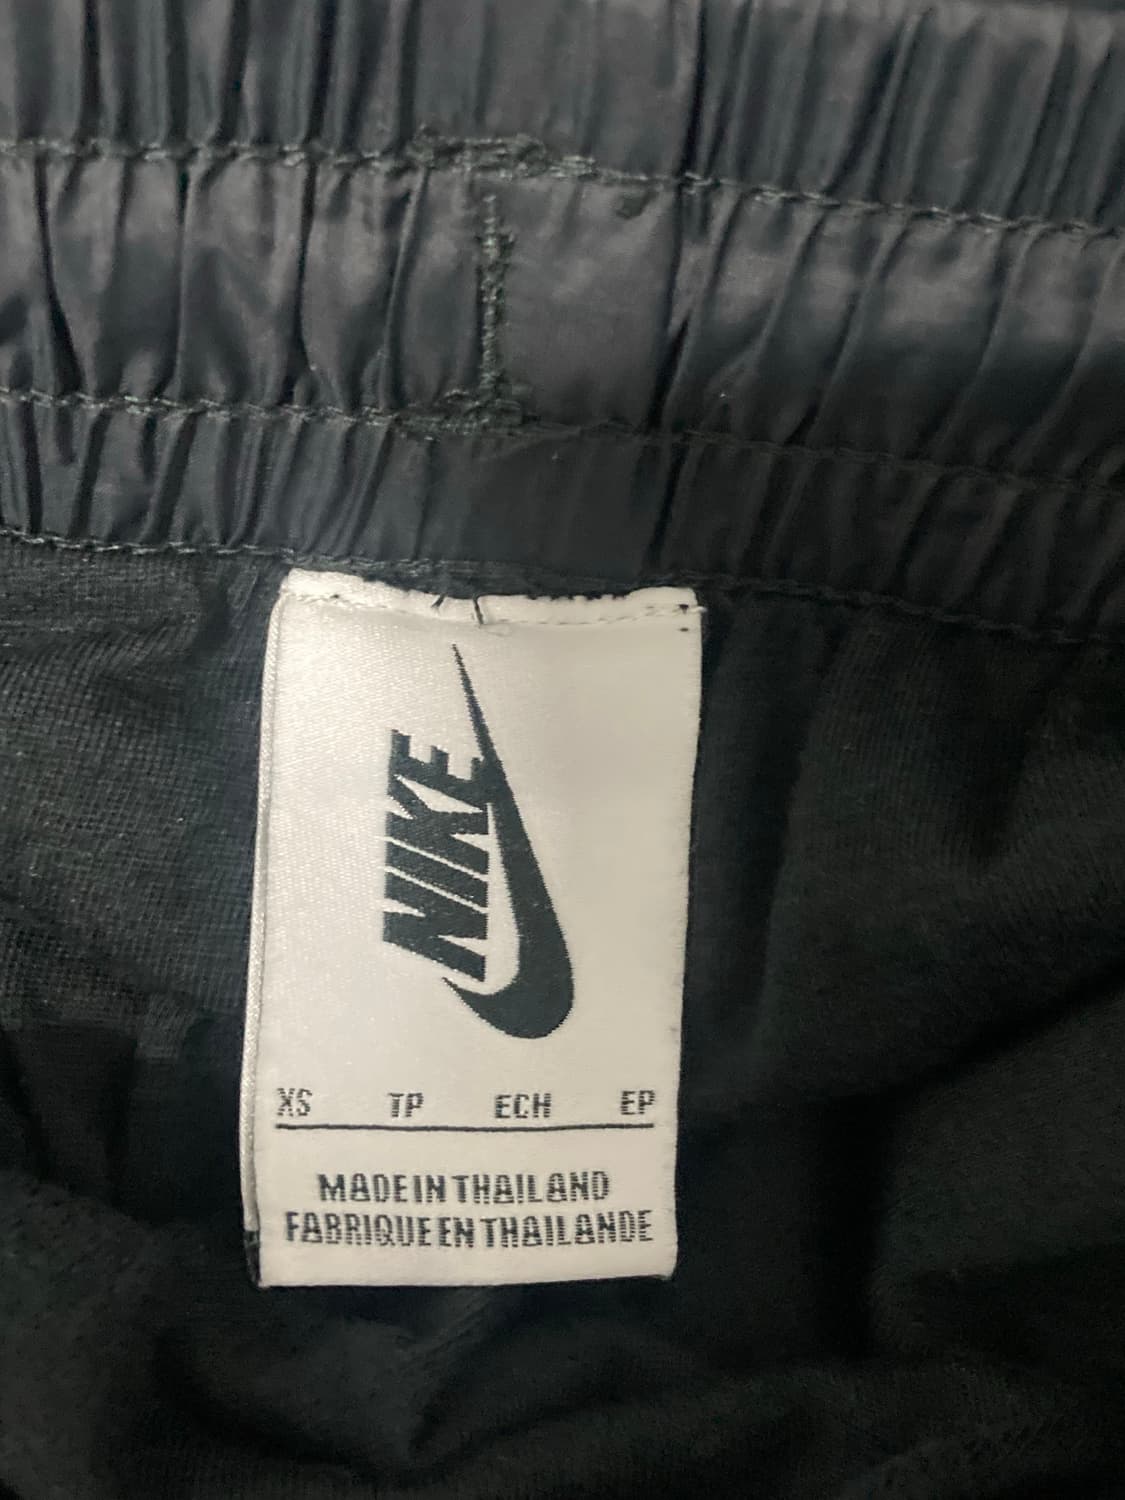 NIKE
XS TP ECH EP
MADE IN THAILAND
FABRIQUE EN THAILANDE